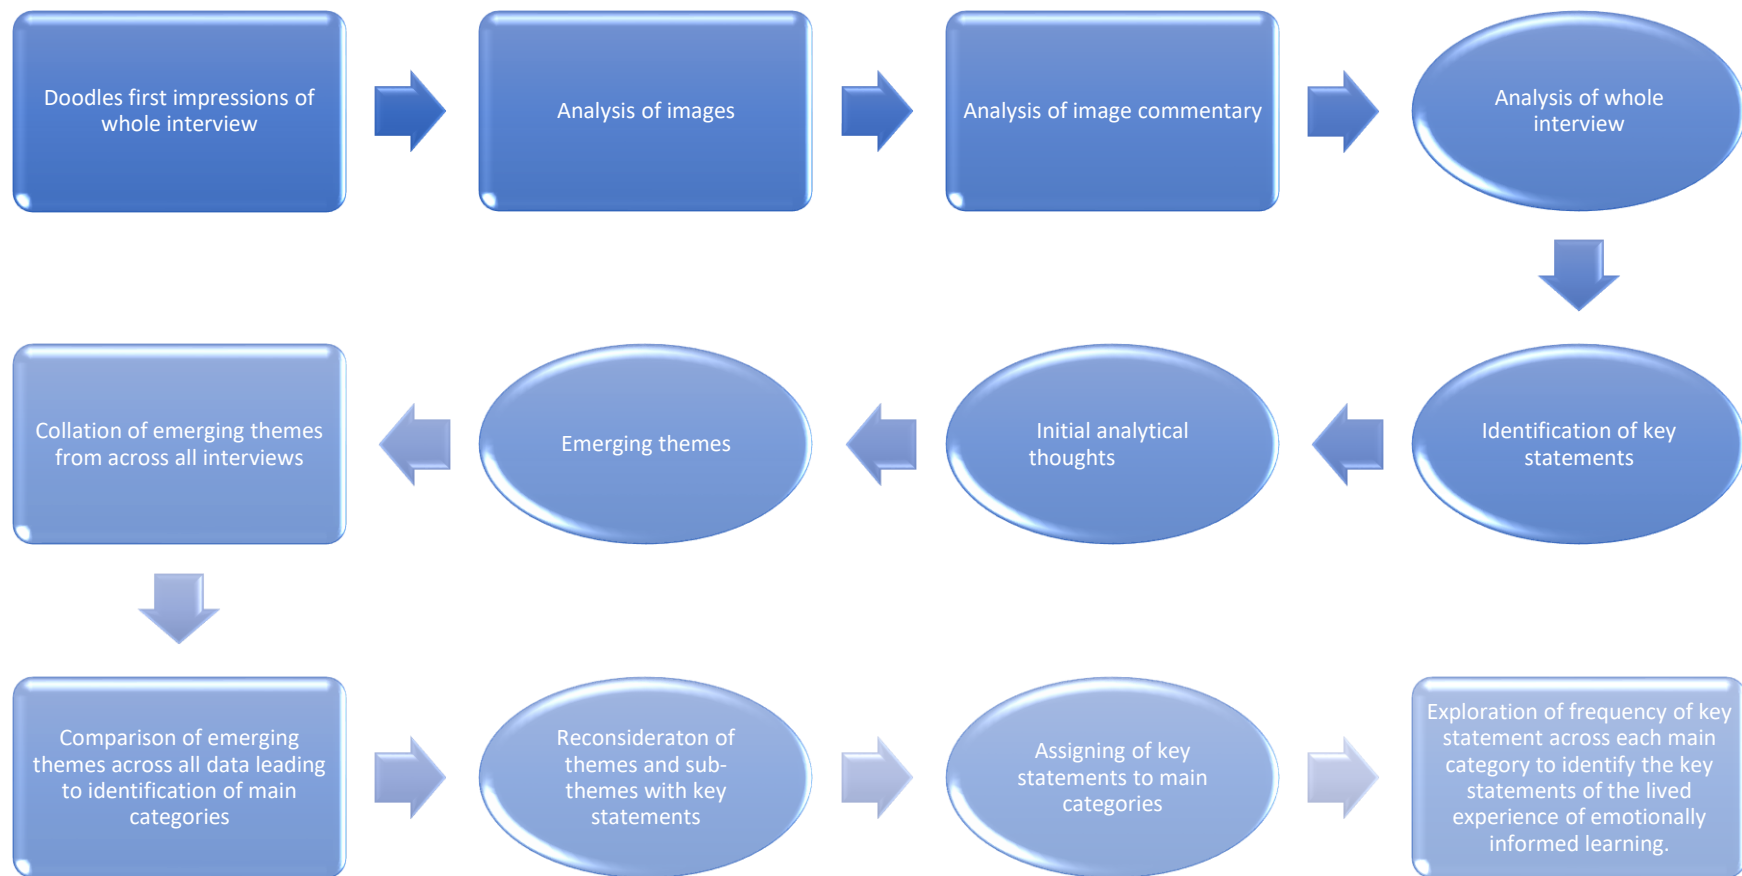 Doodles first impressions of
whole interview
Analysis of images
Analysis of image commentary
Analysis of whole
interview
Identification of key
statements
Initial analytical
thoughts
Emerging themes
Collation of emerging themes
from across all interviews
Comparison of emerging
themes across all data leading
to identification of main
categories
Reconsideraton of
themes and sub-
themes with key
statements
Assigning of key
statements to main
categories
Exploration of frequency of key
statement across each main
category to identify the key
statements of the lived
experience of emotionally
informed learning.